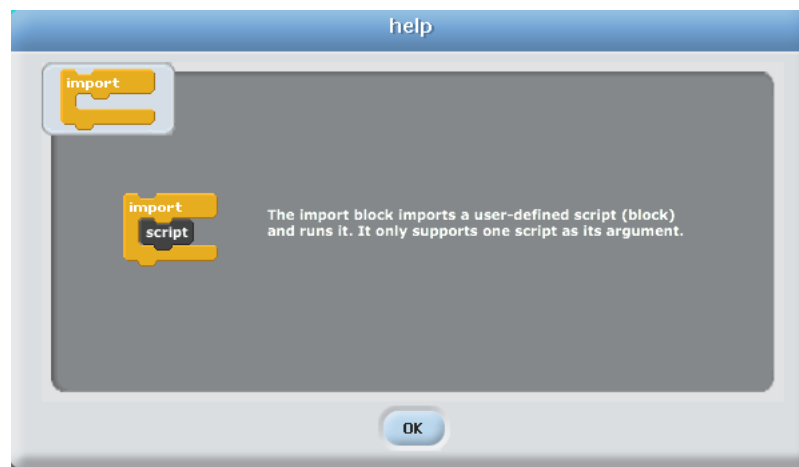 help
import
import
script
The import block imports a user-defined script (block)
and runs it. It only supports one script as its argument.
OK